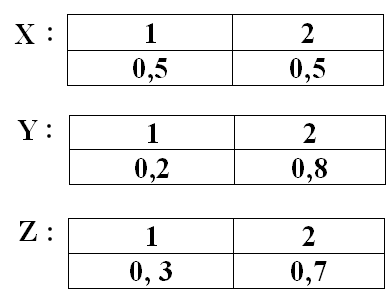 X : 1 2
0,5 0,5
Y : 1 2
0,2 0,8
Z : 1 2
0, 3 0,7